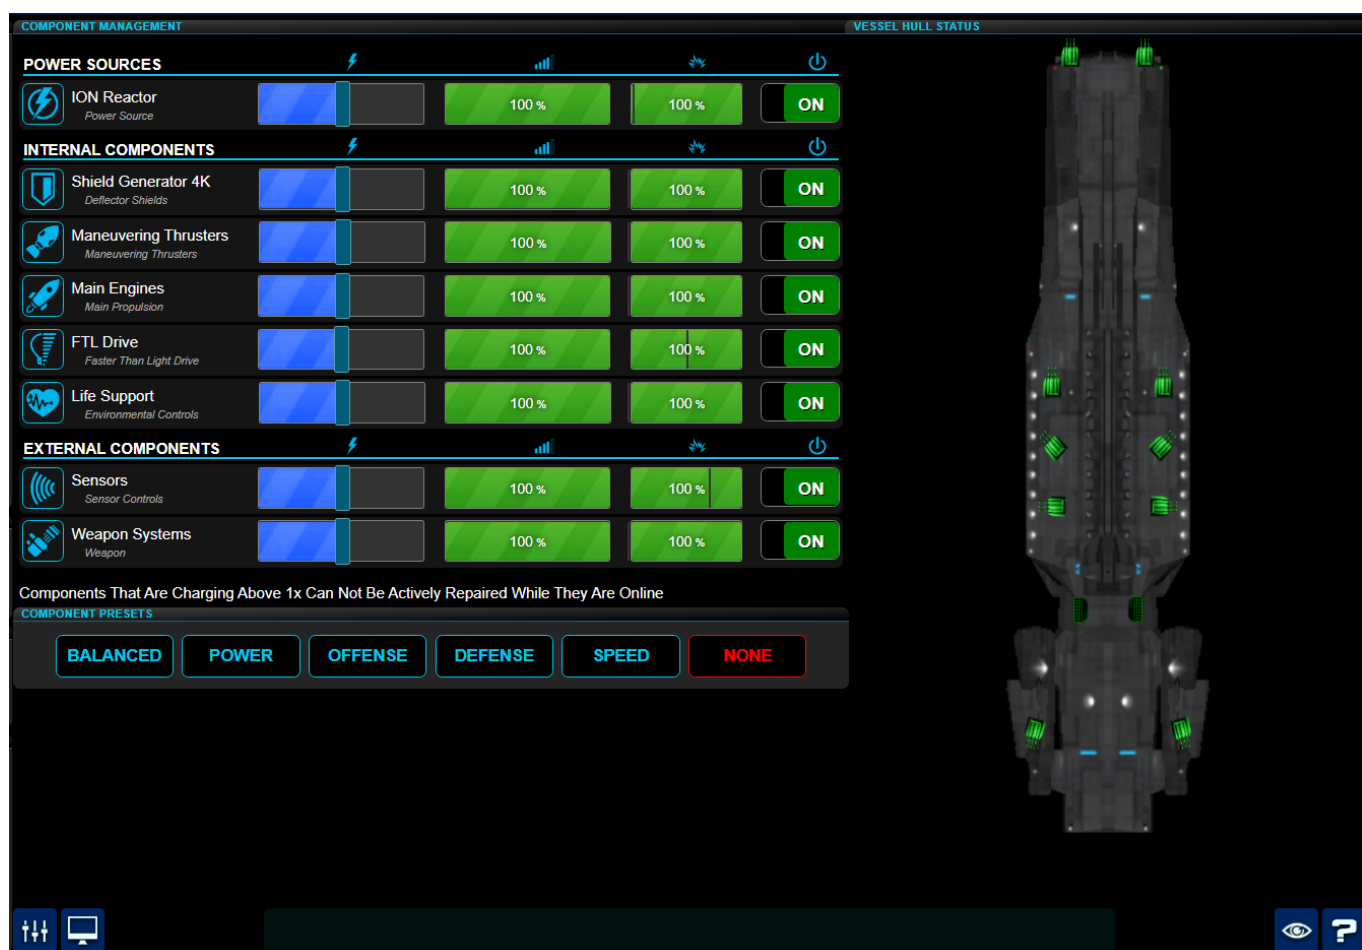 COMPONENT MANAGEMENT
VESSEL HULL STATUS
POWER SOURCES
ION Reactor
Power Source
100 %
100 %
ON
INTERNAL COMPONENTS
Shield Generator 4K
Deflector Shields
100 %
100 %
ON
Maneuvering Thrusters
Maneuvering Thrusters
100 %
100 %
ON
Main Engines
Main Propulsion
100 %
100 %
ON
FTL Drive
Faster Than Light Drive
100 %
100 %
ON
Life Support
Environmental Controls
100 %
100 %
ON
EXTERNAL COMPONENTS
Sensors
Sensor Controls
100 %
100 %
ON
Weapon Systems
Weapon
100 %
100 %
ON
Components That Are Charging Above 1x Can Not Be Actively Repaired While They Are Online
COMPONENT PRESETS
BALANCED
POWER
OFFENSE
DEFENSE
SPEED
NONE
?